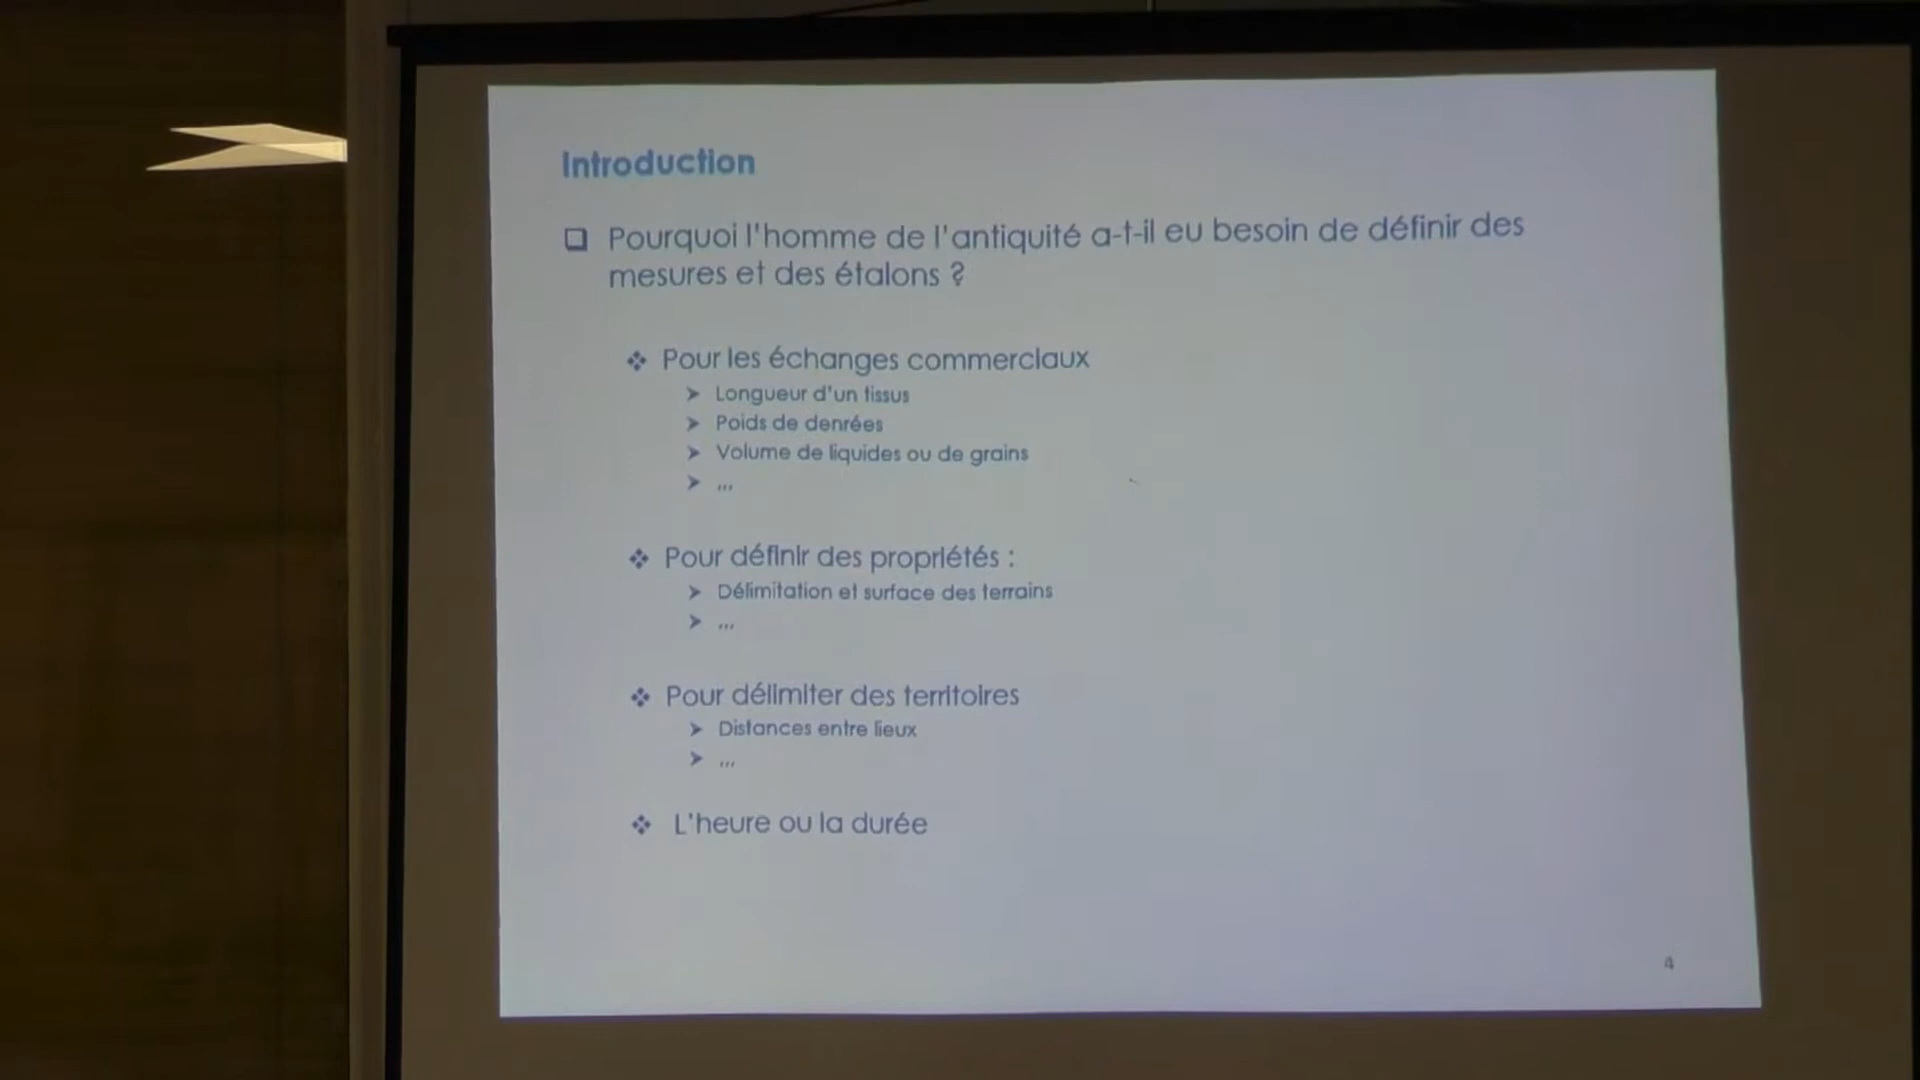 Introduction
❑ Pourquoi l'homme de l'antiquité a-t-il eu besoin de définir des
mesures et des étalons ?
❖ Pour les échanges commerciaux
➤ Longueur d'un tissus
➤ Poids de denrées
➤ Volume de liquides ou de grains
➤ ...
❖ Pour définir des propriétés :
➤ Délimitation et surface des terrains
➤ ...
❖ Pour délimiter des territoires
➤ Distances entre lieux
➤ ...
❖ L'heure ou la durée
4